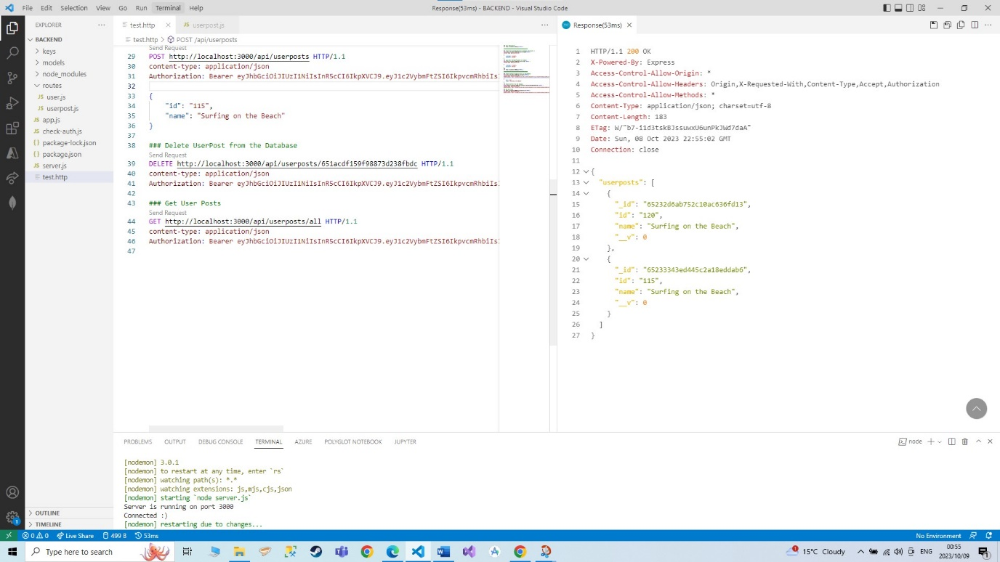 File Edit Selection View Go Run Terminal Help
Response(53ms) - BACKEND - Visual Studio Code
EXPLORER
BACKEND
keys
models
node_modules
routes
JS user.js
JS userpost.js
JS app.js
JS check-auth.js
{} package-lock.json
{} package.json
JS server.js
test.http
OUTLINE
TIMELINE
test.http
JS userpost.js
test.http > POST /api/userposts
Send Request
29 POST http://localhost:3000/api/userposts HTTP/1.1
30 content-type: application/json
31 Authorization: Bearer eyJhbGciOiJIUzI1NiIsInR5cCI6IkpXVCJ9.eyJ1c2VybmFtZSI6IkpvcmRhbiIs
32
33 {
34 "id": "115",
35 "name": "Surfing on the Beach"
36 }
37
38 ### Delete UserPost from the Database
Send Request
39 DELETE http://localhost:3000/api/userposts/651acdf159f98873d238fbdc HTTP/1.1
40 content-type: application/json
41 Authorization: Bearer eyJhbGciOiJIUzI1NiIsInR5cCI6IkpXVCJ9.eyJ1c2VybmFtZSI6IkpvcmRhbiIs
42
43 ### Get User Posts
Send Request
44 GET http://localhost:3000/api/userposts/all HTTP/1.1
45 content-type: application/json
46 Authorization: Bearer eyJhbGciOiJIUzI1NiIsInR5cCI6IkpXVCJ9.eyJ1c2VybmFtZSI6IkpvcmRhbiIs
47
Response(53ms)
1 HTTP/1.1 200 OK
2 X-Powered-By: Express
3 Access-Control-Allow-Origin: *
4 Access-Control-Allow-Headers: Origin,X-Requested-With,Content-Type,Accept,Authorization
5 Access-Control-Allow-Methods: *
6 Content-Type: application/json; charset=utf-8
7 Content-Length: 183
8 ETag: W/"b7-i1d3tskBJssuwxU6unPkJWd7daA"
9 Date: Sun, 08 Oct 2023 22:55:02 GMT
10 Connection: close
11
12 {
13 "userposts": [
14 {
15 "_id": "65232d6ab752c10ac636fd13",
16 "id": "120",
17 "name": "Surfing on the Beach",
18 "__v": 0
19 },
20 {
21 "_id": "65233343ed445c2a18eddab6",
22 "id": "115",
23 "name": "Surfing on the Beach",
24 "__v": 0
25 }
26 ]
27 }
PROBLEMS OUTPUT DEBUG CONSOLE TERMINAL AZURE POLYGLOT NOTEBOOK JUPYTER
node
[nodemon] 3.0.1
[nodemon] to restart at any time, enter `rs`
[nodemon] watching path(s): *.*
[nodemon] watching extensions: js,mjs,cjs,json
[nodemon] starting `node server.js`
Server is running on port 3000
Connected :)
[nodemon] restarting due to changes...
1
0 0 Live Share 499 B 53ms
No Environment
Type here to search
15°C Cloudy
ENG
00:55
2023/10/09
1